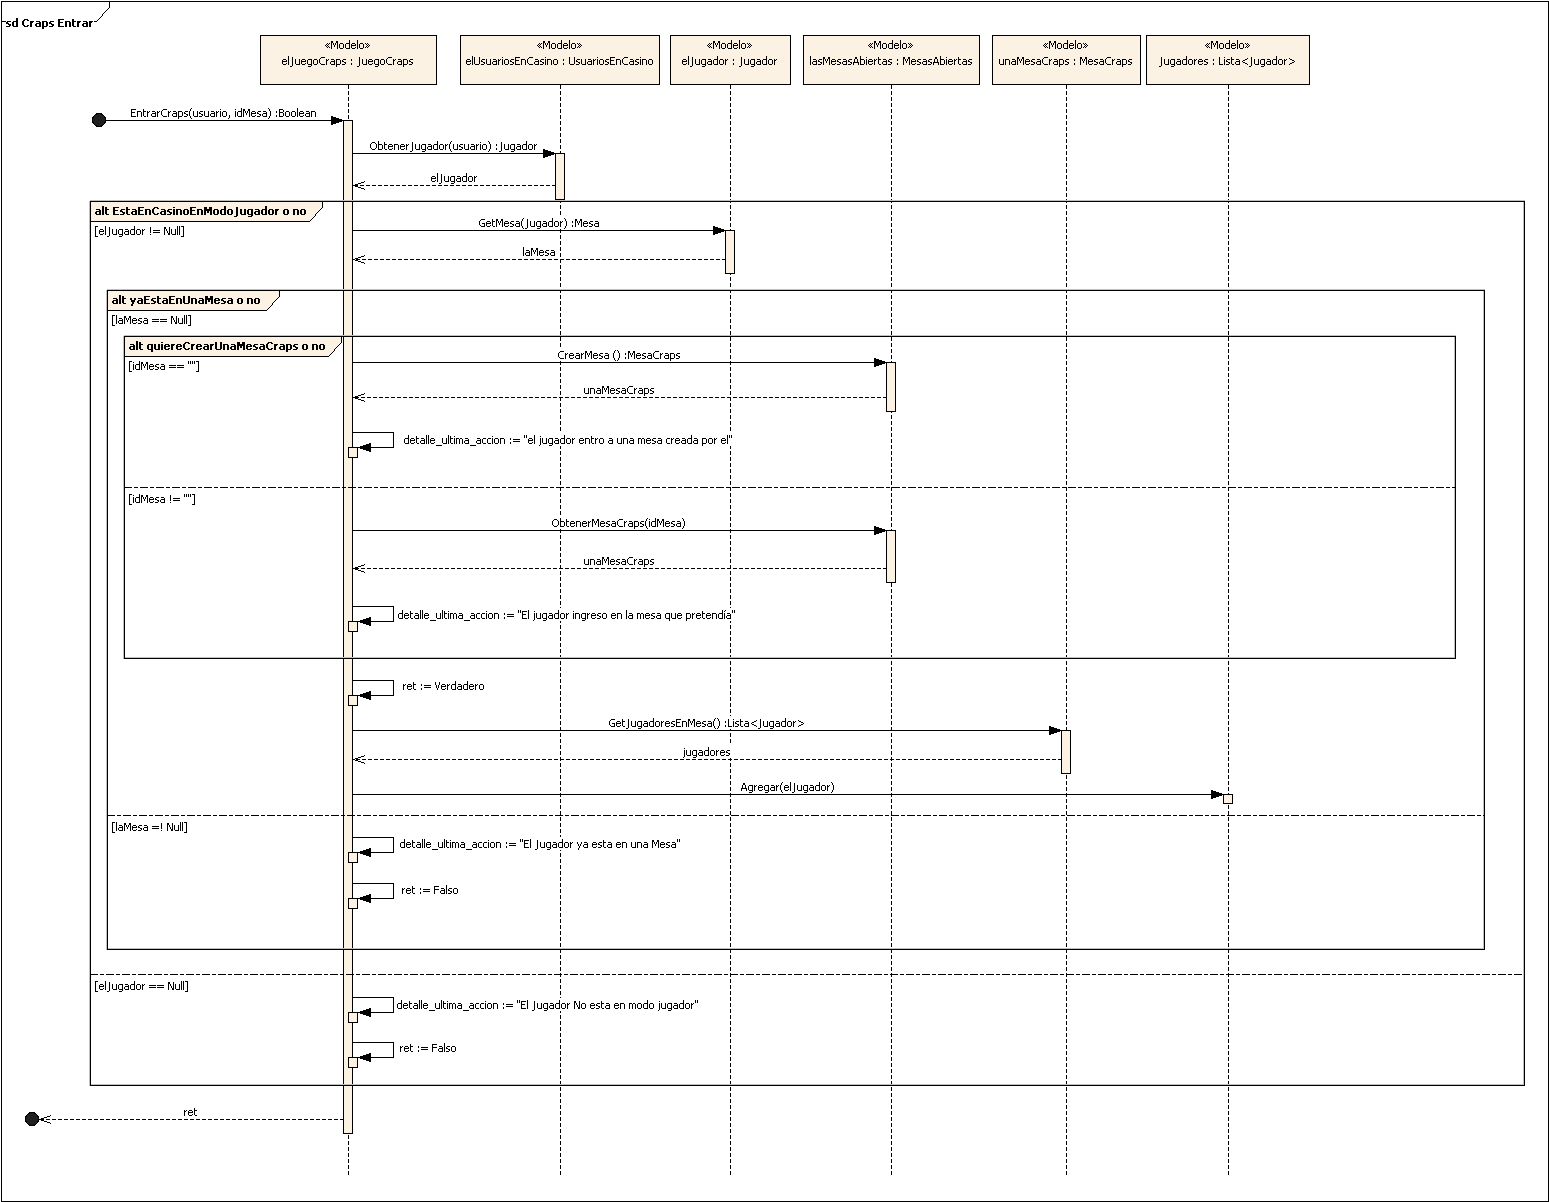 sd Craps Entrar
«Modelo»
elJuegoCraps : JuegoCraps
«Modelo»
elUsuariosEnCasino : UsuariosEnCasino
«Modelo»
elJugador : Jugador
«Modelo»
lasMesasAbiertas : MesasAbiertas
«Modelo»
unaMesaCraps : MesaCraps
«Modelo»
Jugadores : Lista<Jugador>
EntrarCraps(usuario, idMesa) :Boolean
ObtenerJugador(usuario) : Jugador
elJugador
alt EstaEnCasinoEnModoJugador o no
[elJugador != Null]
GetMesa(Jugador) :Mesa
laMesa
alt yaEstaEnUnaMesa o no
[laMesa == Null]
alt quiereCrearUnaMesaCraps o no
[idMesa == ""]
CrearMesa () :MesaCraps
unaMesaCraps
detalle_ultima_accion := "el jugador entro a una mesa creada por el"
[idMesa != ""]
ObtenerMesaCraps(idMesa)
unaMesaCraps
detalle_ultima_accion := "El jugador ingreso en la mesa que pretendía"
ret := Verdadero
GetJugadoresEnMesa() :Lista<Jugador>
jugadores
Agregar(elJugador)
[laMesa =! Null]
detalle_ultima_accion := "El Jugador ya esta en una Mesa"
ret := Falso
[elJugador == Null]
detalle_ultima_accion := "El Jugador No esta en modo jugador"
ret := Falso
ret